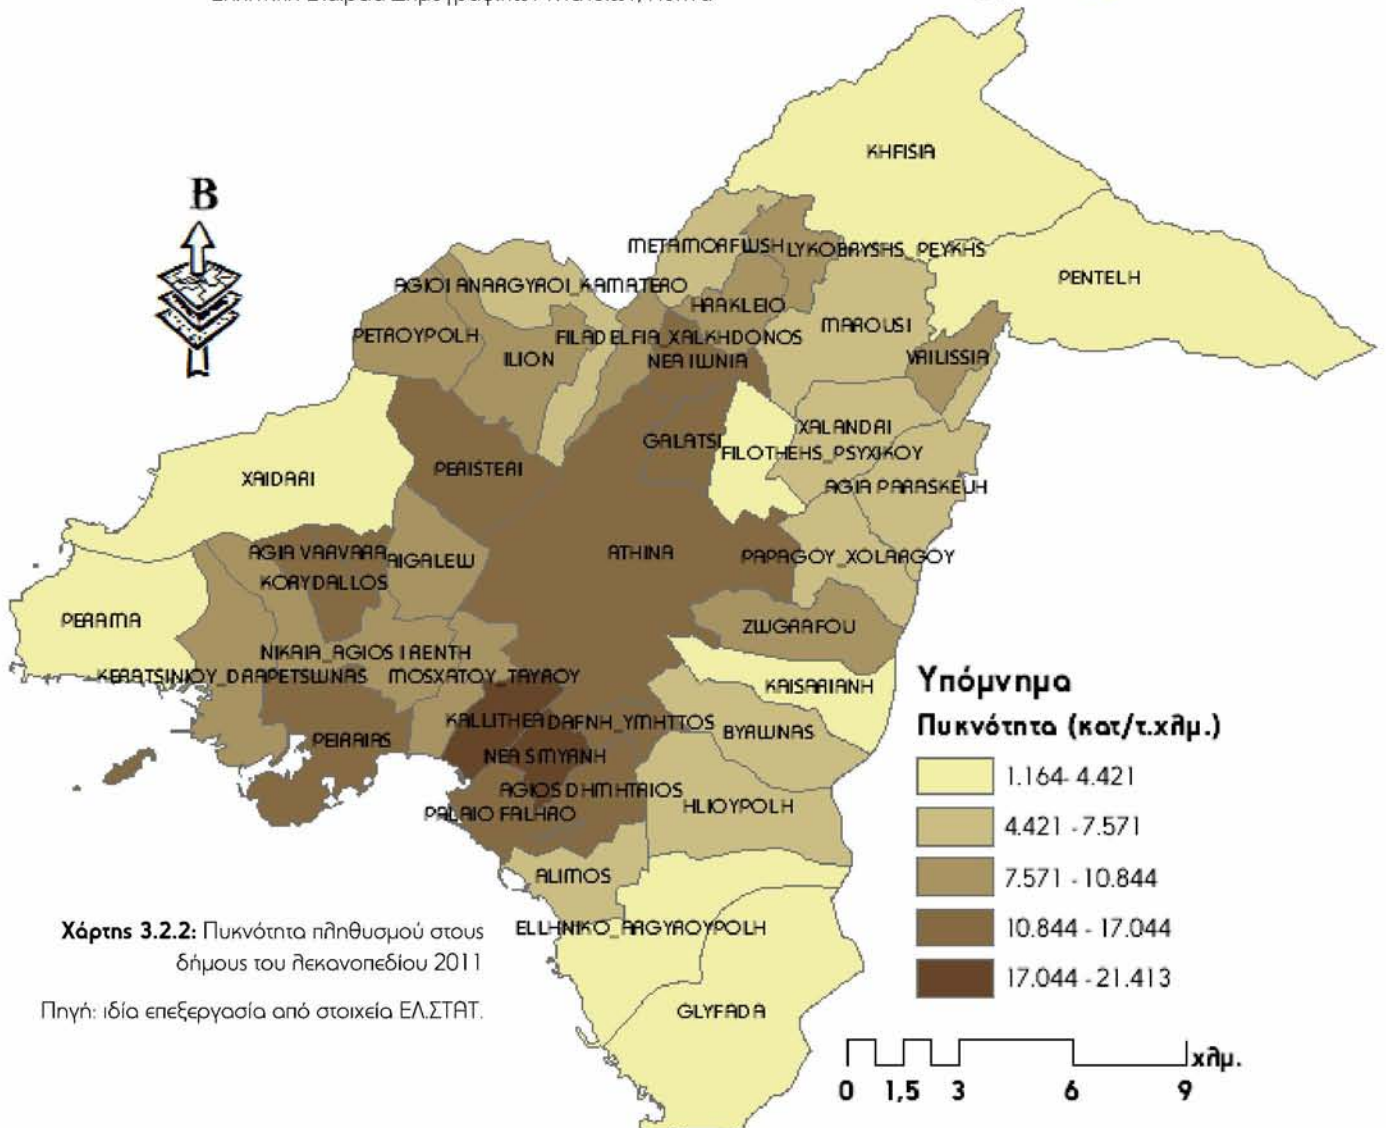 B
KHFISIA
METAMORFWSH
LYKOBRYSHS_PEYKHS
PENTELH
AGIOI ANARGYROI_KAMATERO
HRAKLEIO
MAROUSI
PETROYPOLH
FILADELFIA_XALKHDONOS
ILION
NEA IWNIA
VRILISSIA
XALANDRI
GALATSI
FILOTHEHS_PSYXIKOY
PERISTERI
XAIDARI
AGIA PARASKEUH
AGIA VARVARA
ATHINA
PAPAGOY_XOLARGOY
AIGALEW
KORYDALLOS
PERAMA
ZWGRAFOU
NIKAIA_AGIOS I RENTH
KERATSINIOY_DRAPETSWNAS
MOSXATOY_TAYROY
KAISARIANH
KALLITHEA
DAFNH_YMHTTOS
BYRWNAS
PEIRAIAS
NEA SMYRNH
AGIOS DHMHTRIOS
HLIOYPOLH
PALAIO FALHRO
ALIMOS
ELLHNIKO_ARGYROYPOLH
GLYFADA
Υπόμνημα
Πυκνότητα (κατ/τ.χλμ.)
1.164- 4.421
4.421 -7.571
7.571 -10.844
10.844 - 17.044
17.044 -21.413
Χάρτης 3.2.2: Πυκνότητα πληθυσμού στους
δήμους του λεκανοπεδίου 2011
Πηγή: ιδία επεξεργασία από στοιχεία ΕΛ.ΣΤΑΤ.
χλμ.
0 1,5 3 6 9